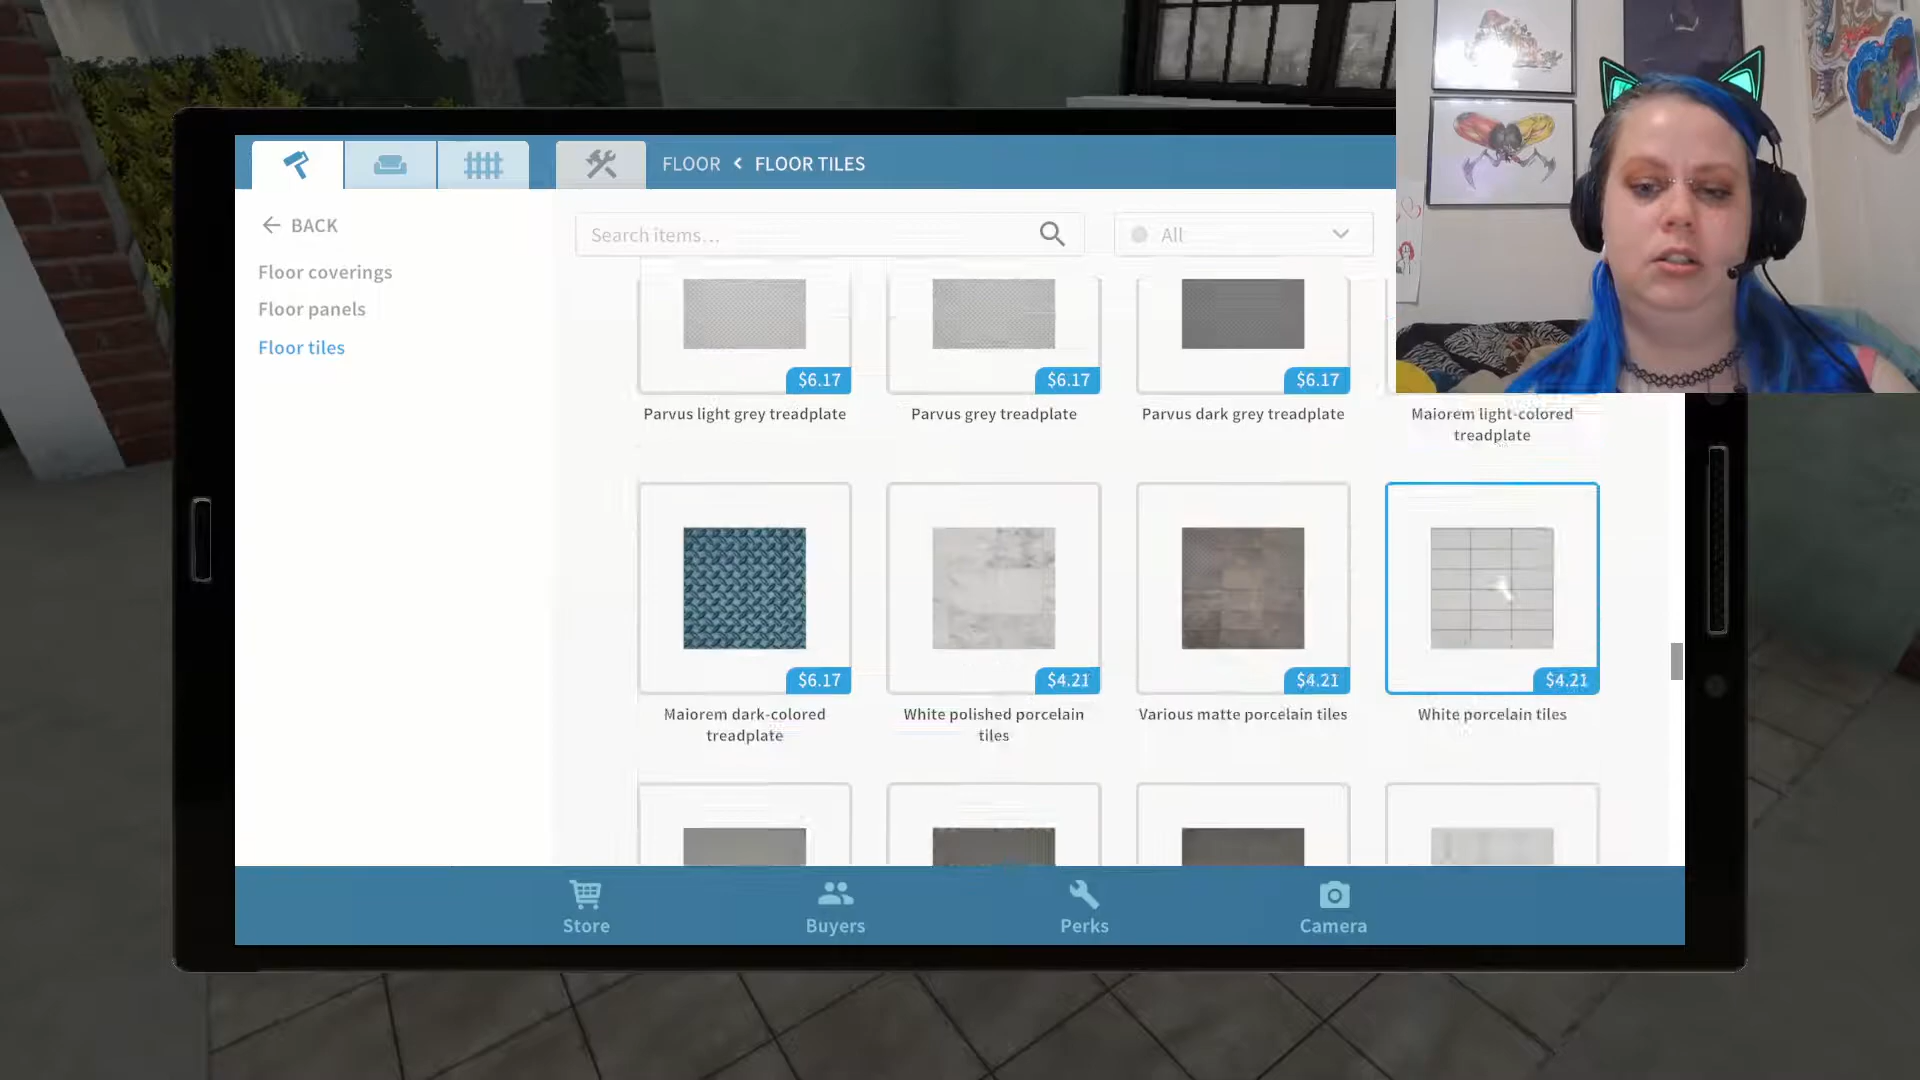 FLOOR < FLOOR TILES
BACK
Search items...
All
Floor coverings
Floor panels
Floor tiles
$6.17
$6.17
$6.17
Parvus light grey treadplate
Parvus grey treadplate
Parvus dark grey treadplate
Maiorem light-colored
treadplate
$6.17
$4.21
$4.21
$4.21
Maiorem dark-colored
treadplate
White polished porcelain
tiles
Various matte porcelain tiles
White porcelain tiles
Store
Buyers
Perks
Camera